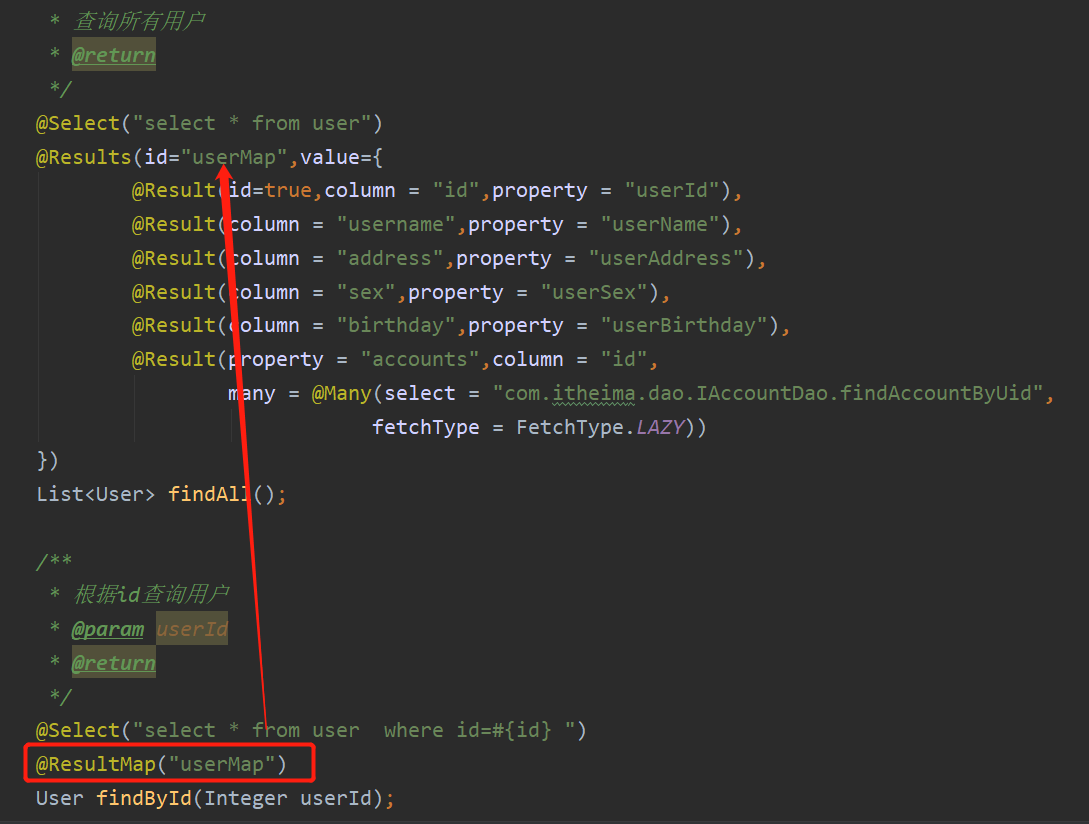 * 查询所有用户
* @return
*/
@Select("select * from user")
@Results(id="userMap",value={
@Result(id=true,column = "id",property = "userId"),
@Result(column = "username",property = "userName"),
@Result(column = "address",property = "userAddress"),
@Result(column = "sex",property = "userSex"),
@Result(column = "birthday",property = "userBirthday"),
@Result(property = "accounts",column = "id",
many = @Many(select = "com.itheima.dao.IAccountDao.findAccountByUid",
fetchType = FetchType.LAZY))
})
List<User> findAll();
/**
* 根据id查询用户
* @param userId
* @return
*/
@Select("select * from user  where id=#{id} ")
@ResultMap("userMap")
User findById(Integer userId);